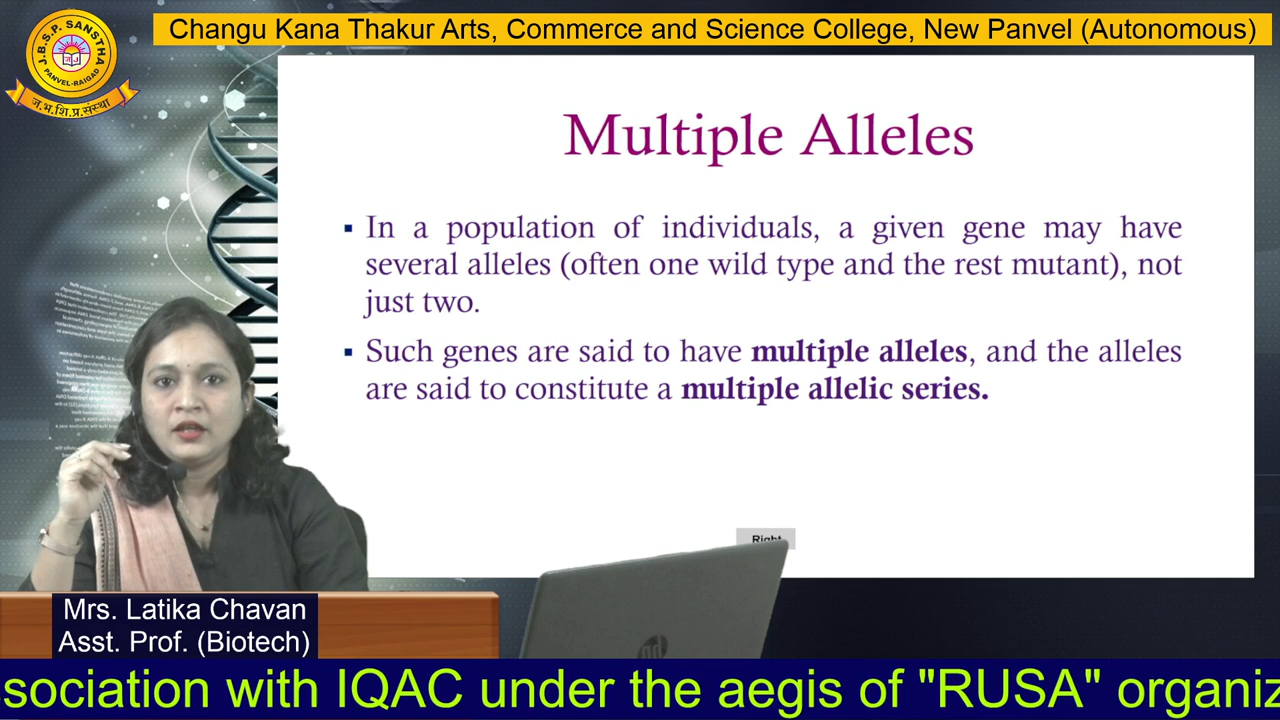 Changu Kana Thakur Arts, Commerce and Science College, New Panvel (Autonomous)
J.B.S.P. SANSTHA
PANVEL-RAIGAD
ज.भ.शि.प्र.संस्था
Multiple Alleles
▪ In a population of individuals, a given gene may have
several alleles (often one wild type and the rest mutant), not
just two.
▪ Such genes are said to have multiple alleles, and the alleles
are said to constitute a multiple allelic series.
Right
hp
Mrs. Latika Chavan
Asst. Prof. (Biotech)
sociation with IQAC under the aegis of "RUSA" organiz